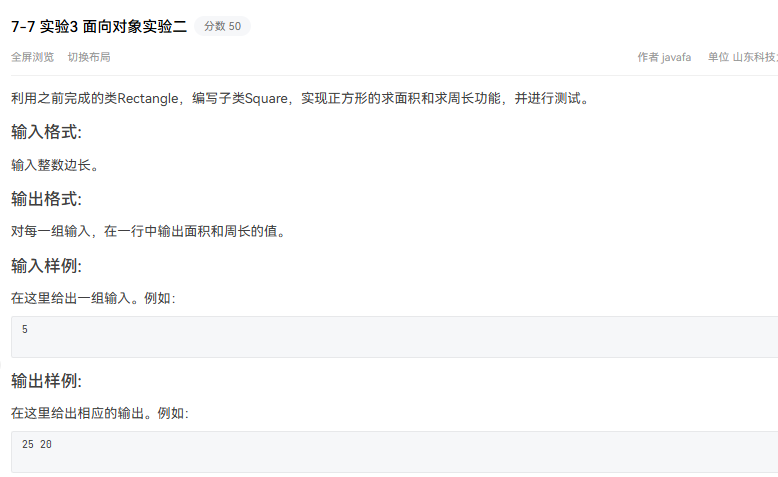 7-7 实验3 面向对象实验二 分数 50
全屏浏览 切换布局 作者 javafa 单位 山东科技
利用之前完成的类Rectangle，编写子类Square，实现正方形的求面积和求周长功能，并进行测试。
输入格式:
输入整数边长。
输出格式:
对每一组输入，在一行中输出面积和周长的值。
输入样例:
在这里给出一组输入。例如：
5
输出样例:
在这里给出相应的输出。例如：
25 20